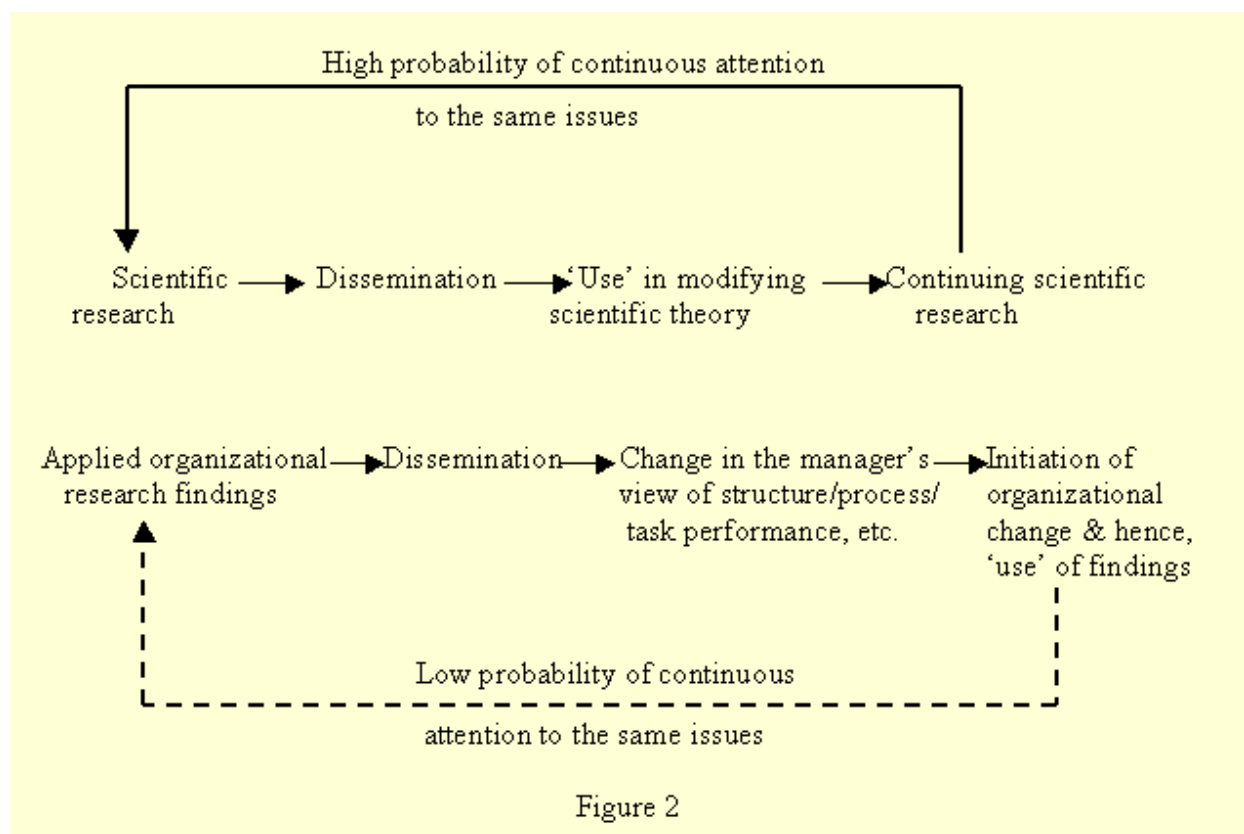 High probability of continuous attention
to the same issues
Scientific
research
Dissemination
‘Use’ in modifying
scientific theory
Continuing scientific
research
Applied organizational
research findings
Dissemination
Change in the manager’s
view of structure/process/
task performance, etc.
Initiation of
organizational
change & hence,
‘use’ of findings
Low probability of continuous
attention to the same issues
Figure 2